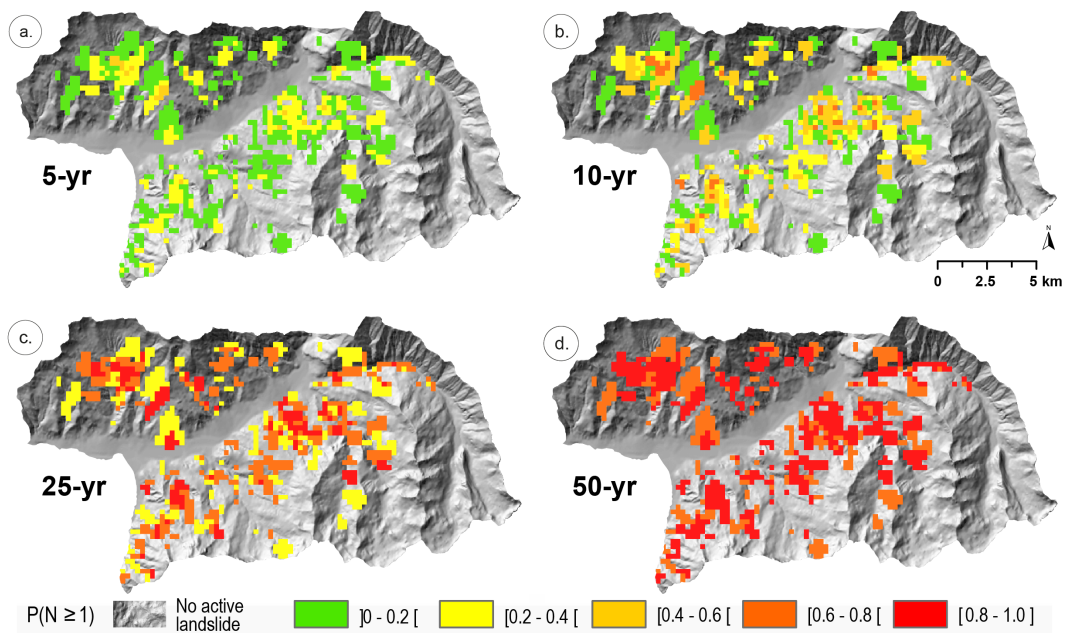 a.
5-yr
b.
10-yr
N
0 2.5 5 km
c.
25-yr
d.
50-yr
P(N ≥ 1)
No active
landslide
]0 - 0.2 [
[0.2 - 0.4 [
[0.4 - 0.6 [
[0.6 - 0.8 [
[0.8 - 1.0 ]